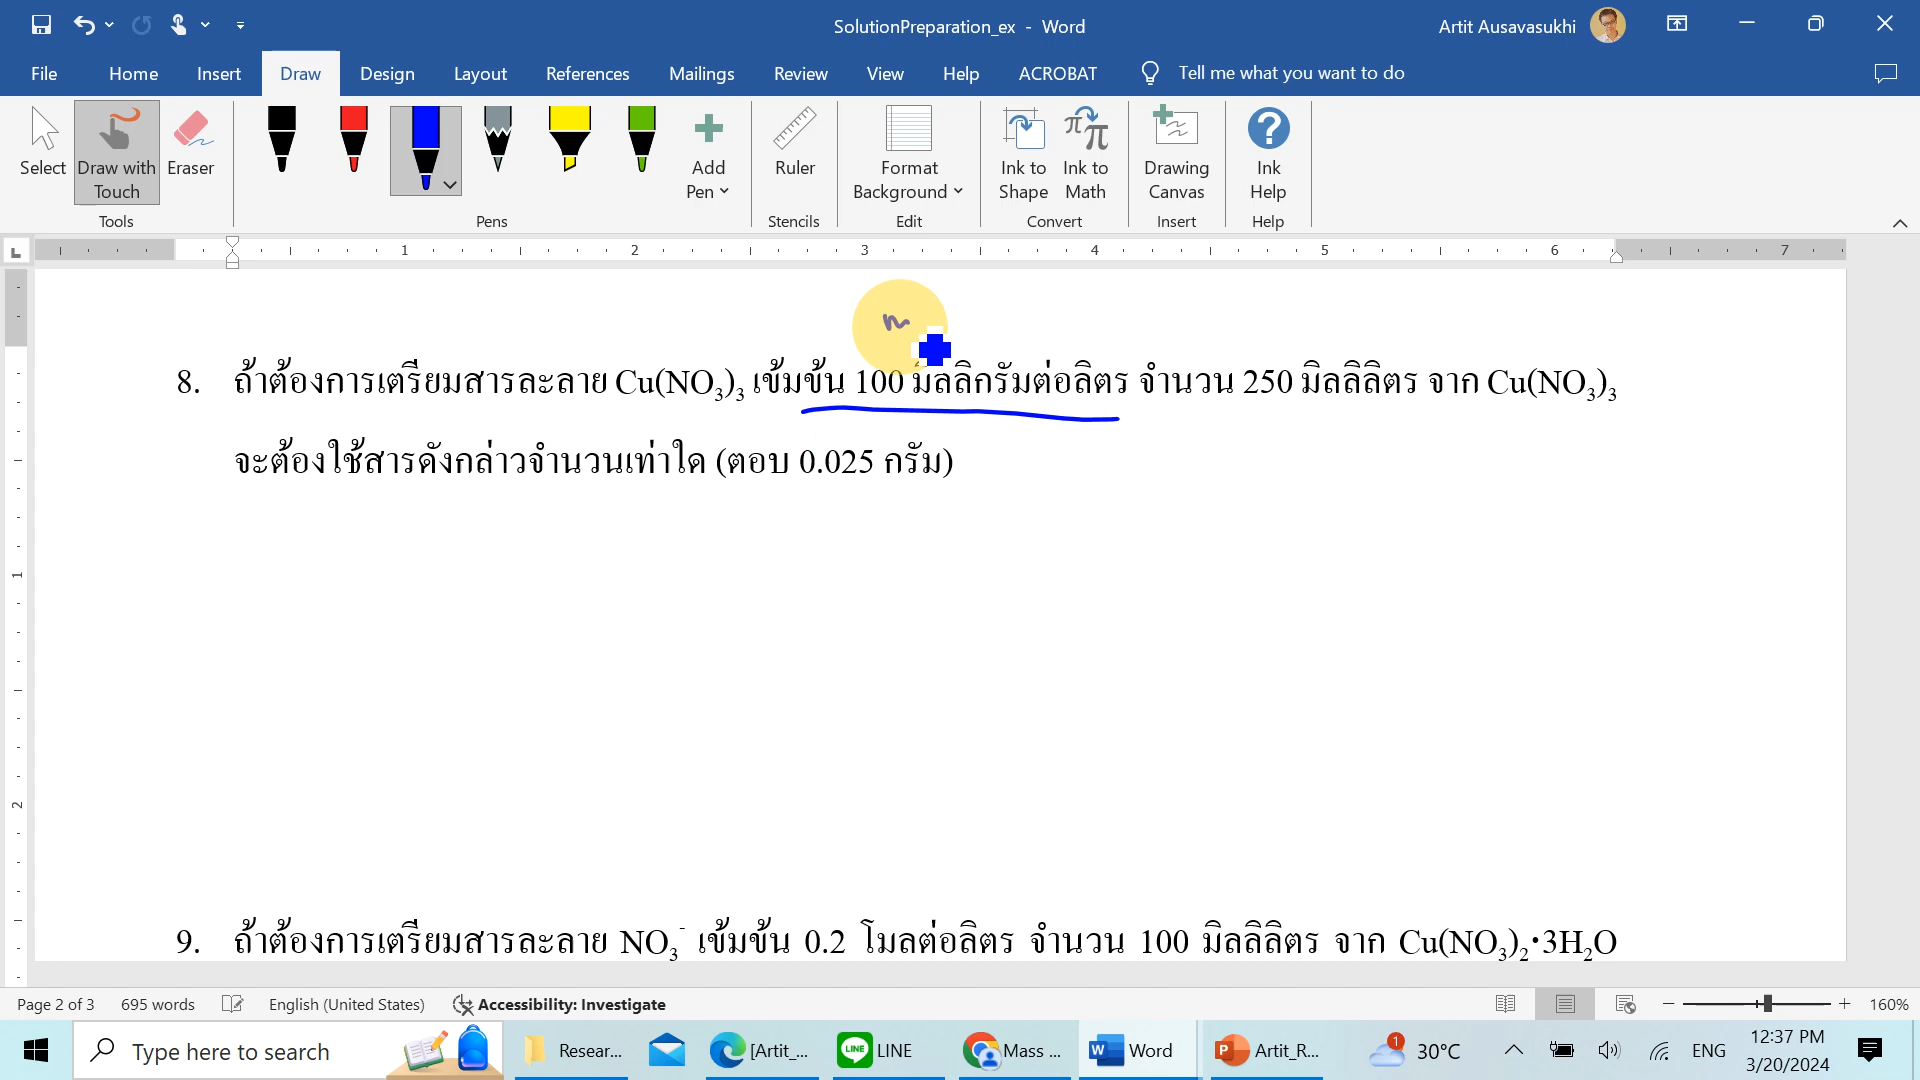 SolutionPreparation_ex - Word
Artit Ausavasukhi
File Home Insert Draw Design Layout References Mailings Review View Help ACROBAT Tell me what you want to do
Select
Draw with Touch
Eraser
Add Pen
Ruler
Format Background
Ink to Shape
Ink to Math
Drawing Canvas
Ink Help
Tools Pens Stencils Edit Convert Insert Help
1 2 3 4 5 6 7
8. ถ้าต้องการเตรียมสารละลาย Cu(NO3)3 เข้มข้น 100 มิลลิกรัมต่อลิตร จำนวน 250 มิลลิลิตร จาก Cu(NO3)3
จะต้องใช้สารดังกล่าวจำนวนเท่าใด (ตอบ 0.025 กรัม)
1
2
9. ถ้าต้องการเตรียมสารละลาย NO3- เข้มข้น 0.2 โมลต่อลิตร จำนวน 100 มิลลิลิตร จาก Cu(NO3)2·3H2O
Page 2 of 3 695 words English (United States) Accessibility: Investigate 160%
Type here to search
Resear...
[Artit_...
LINE
Mass ...
Word
Artit_R...
1
30°C
ENG
12:37 PM
3/20/2024